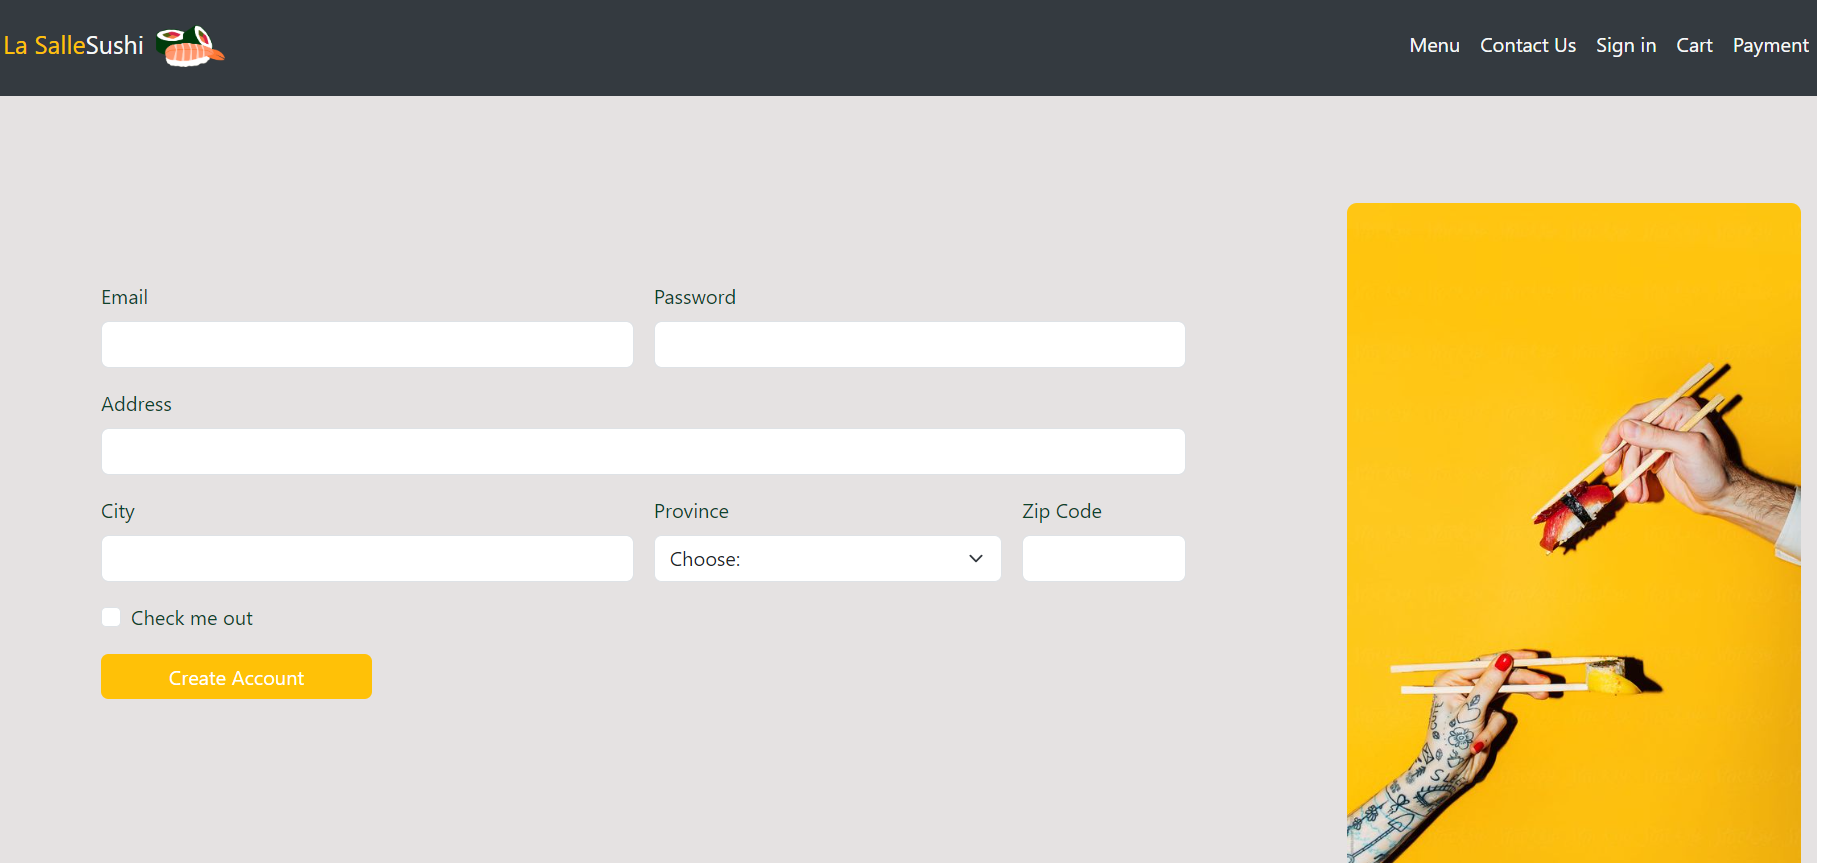 La SalleSushi
Menu Contact Us Sign in Cart Payment
Email Password
Address
City Province Zip Code
Choose:
Check me out
Create Account